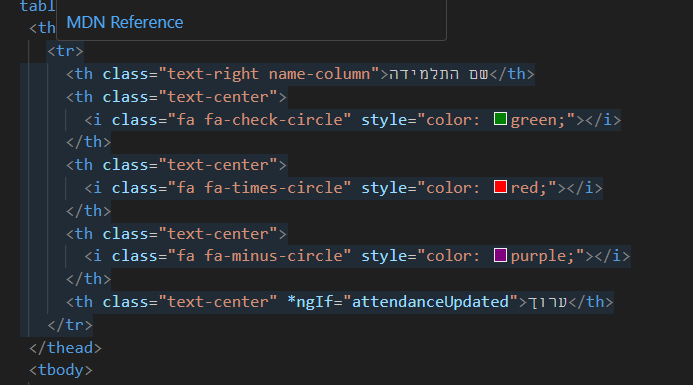 tabl
MDN Reference
<th
<tr>
<th class="text-right name-column">שם התלמידה</th>
<th class="text-center">
<i class="fa fa-check-circle" style="color: green;"></i>
</th>
<th class="text-center">
<i class="fa fa-times-circle" style="color: red;"></i>
</th>
<th class="text-center">
<i class="fa fa-minus-circle" style="color: purple;"></i>
</th>
<th class="text-center" *ngIf="attendanceUpdated">ערוך</th>
</tr>
</thead>
<tbody>